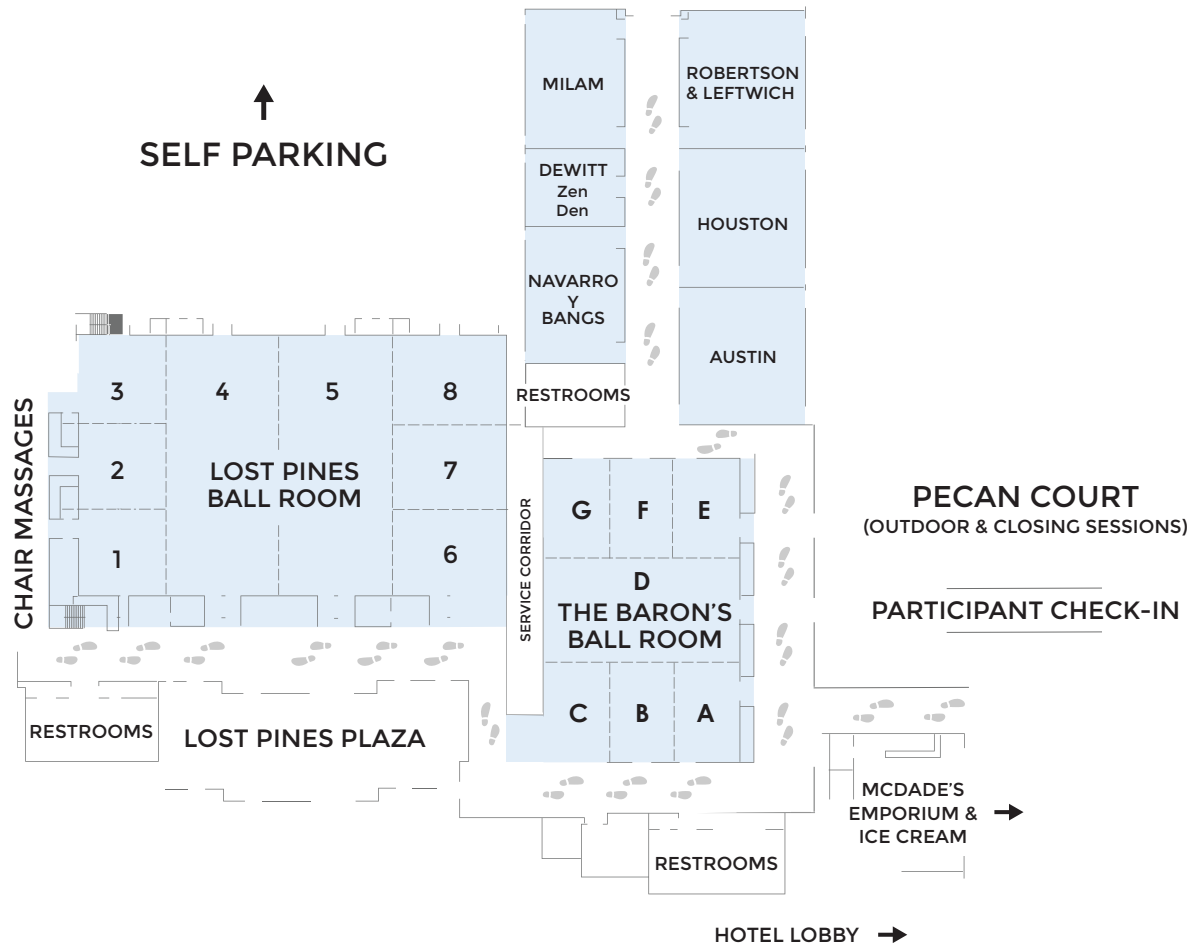 MILAM
ROBERTSON
& LEFTWICH
SELF PARKING
DEWITT
Zen
Den
HOUSTON
NAVARRO
Y
BANGS
AUSTIN
RESTROOMS
CHAIR MASSAGES
3
4
5
8
2
LOST PINES
BALL ROOM
7
1
6
SERVICE CORRIDOR
G
F
E
D
THE BARON'S
BALL ROOM
C
B
A
PECAN COURT
(OUTDOOR & CLOSING SESSIONS)
PARTICIPANT CHECK-IN
RESTROOMS
LOST PINES PLAZA
MCDADE'S
EMPORIUM &
ICE CREAM
RESTROOMS
HOTEL LOBBY